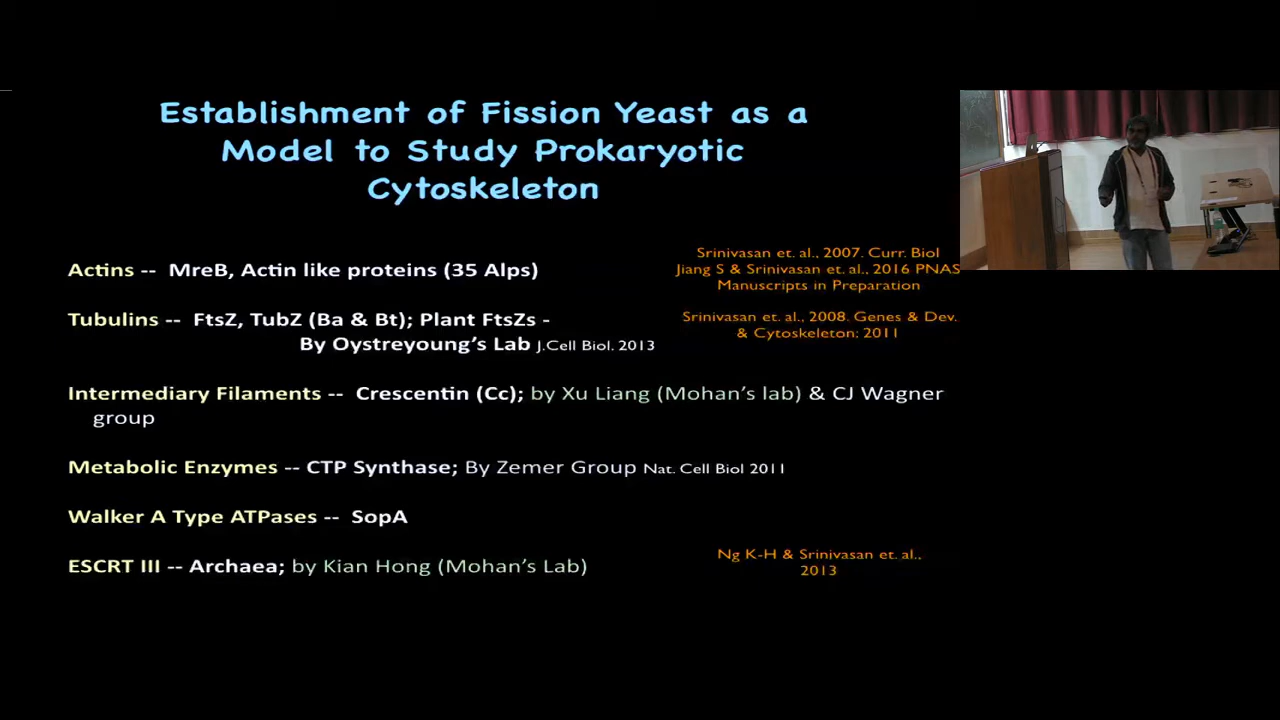 Establishment of Fission Yeast as a
Model to Study Prokaryotic
Cytoskeleton
Actins -- MreB, Actin like proteins (35 Alps)
Srinivasan et. al., 2007. Curr. Biol
Jiang S & Srinivasan et. al., 2016 PNAS
Manuscripts in Preparation
Tubulins -- FtsZ, TubZ (Ba & Bt); Plant FtsZs -
By Oystreyoung's Lab J.Cell Biol. 2013
Srinivasan et. al., 2008. Genes & Dev.
& Cytoskeleton; 2011
Intermediary Filaments -- Crescentin (Cc); by Xu Liang (Mohan's lab) & CJ Wagner
group
Metabolic Enzymes -- CTP Synthase; By Zemer Group Nat. Cell Biol 2011
Walker A Type ATPases -- SopA
ESCRT III -- Archaea; by Kian Hong (Mohan's Lab)
Ng K-H & Srinivasan et. al.,
2013